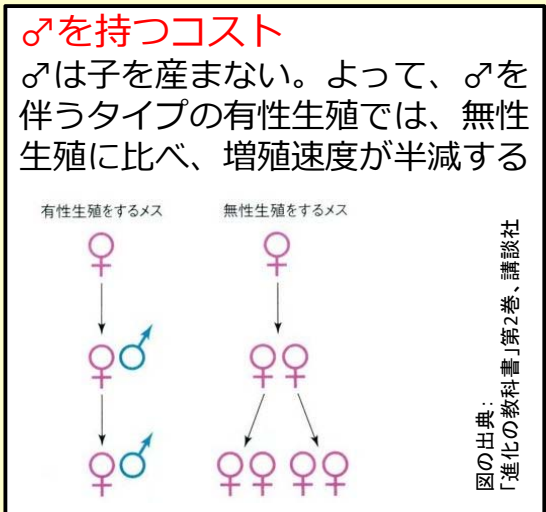 ♂を持つコスト
♂は子を産まない。よって、♂を
伴うタイプの有性生殖では、無性
生殖に比べ、増殖速度が半減する
有性生殖をするメス
無性生殖をするメス
図の出典：
「進化の教科書」第2巻、講談社